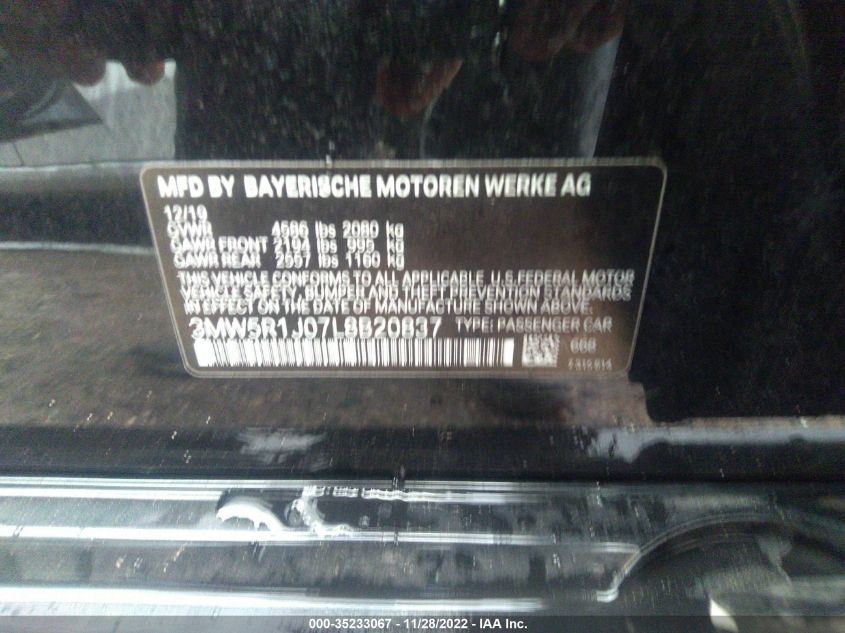 MFD BY BAYERISCHE MOTOREN WERKE AG
12/19
GVWR 4586 lbs 2080 kg
GAWR FRONT 2194 lbs 995 kg
GAWR REAR 2557 lbs 1160 kg
THIS VEHICLE CONFORMS TO ALL APPLICABLE U.S. FEDERAL MOTOR
VEHICLE SAFETY, BUMPER, AND THEFT PREVENTION STANDARDS
IN EFFECT ON THE DATE OF MANUFACTURE SHOWN ABOVE.
3MW5R1J07L8B20837 TYPE: PASSENGER CAR
668
000-35233067 - 11/28/2022 - IAA Inc.